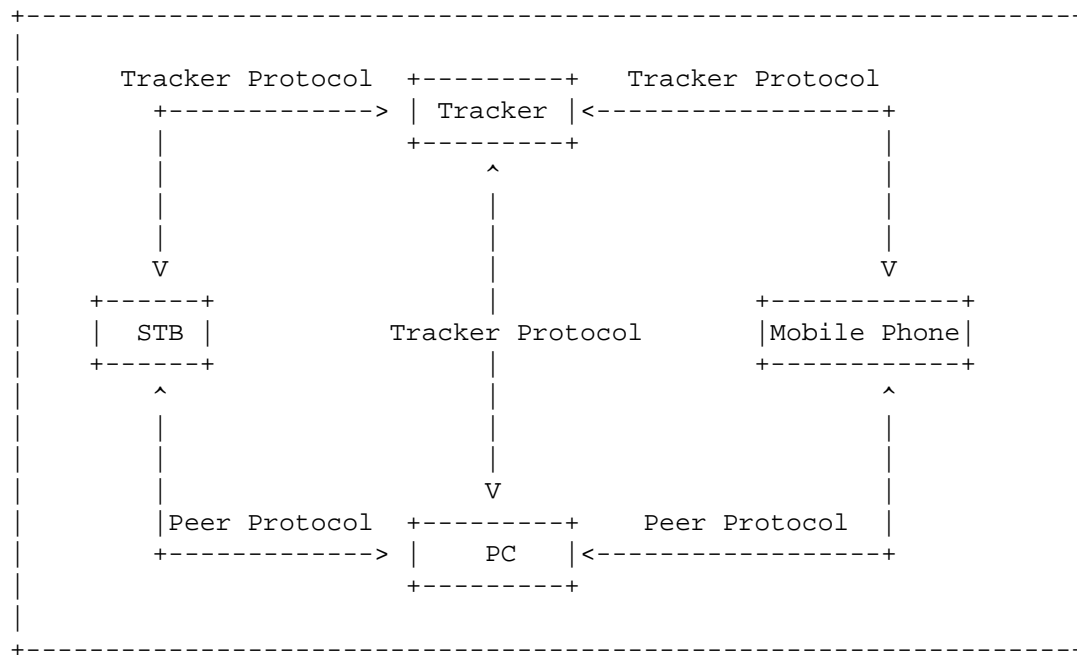 Tracker Protocol Tracker Protocol
Tracker
STB Tracker Protocol Mobile Phone
Peer Protocol Peer Protocol
PC